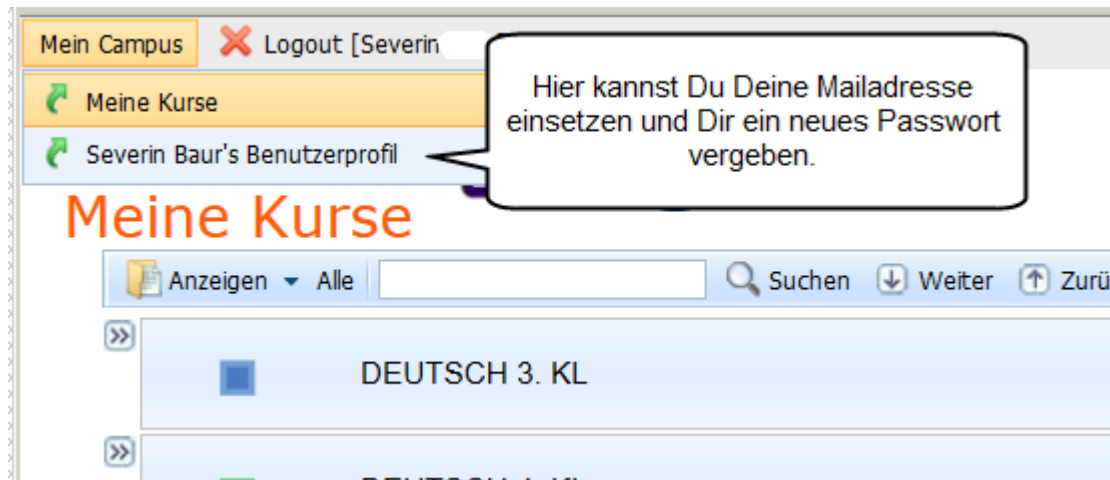 Mein Campus Logout [Severin
Meine Kurse
Severin Baur's Benutzerprofil
Hier kannst Du Deine Mailadresse
einsetzen und Dir ein neues Passwort
vergeben.
Meine Kurse
Anzeigen Alle Suchen Weiter Zurü
DEUTSCH 3. KL